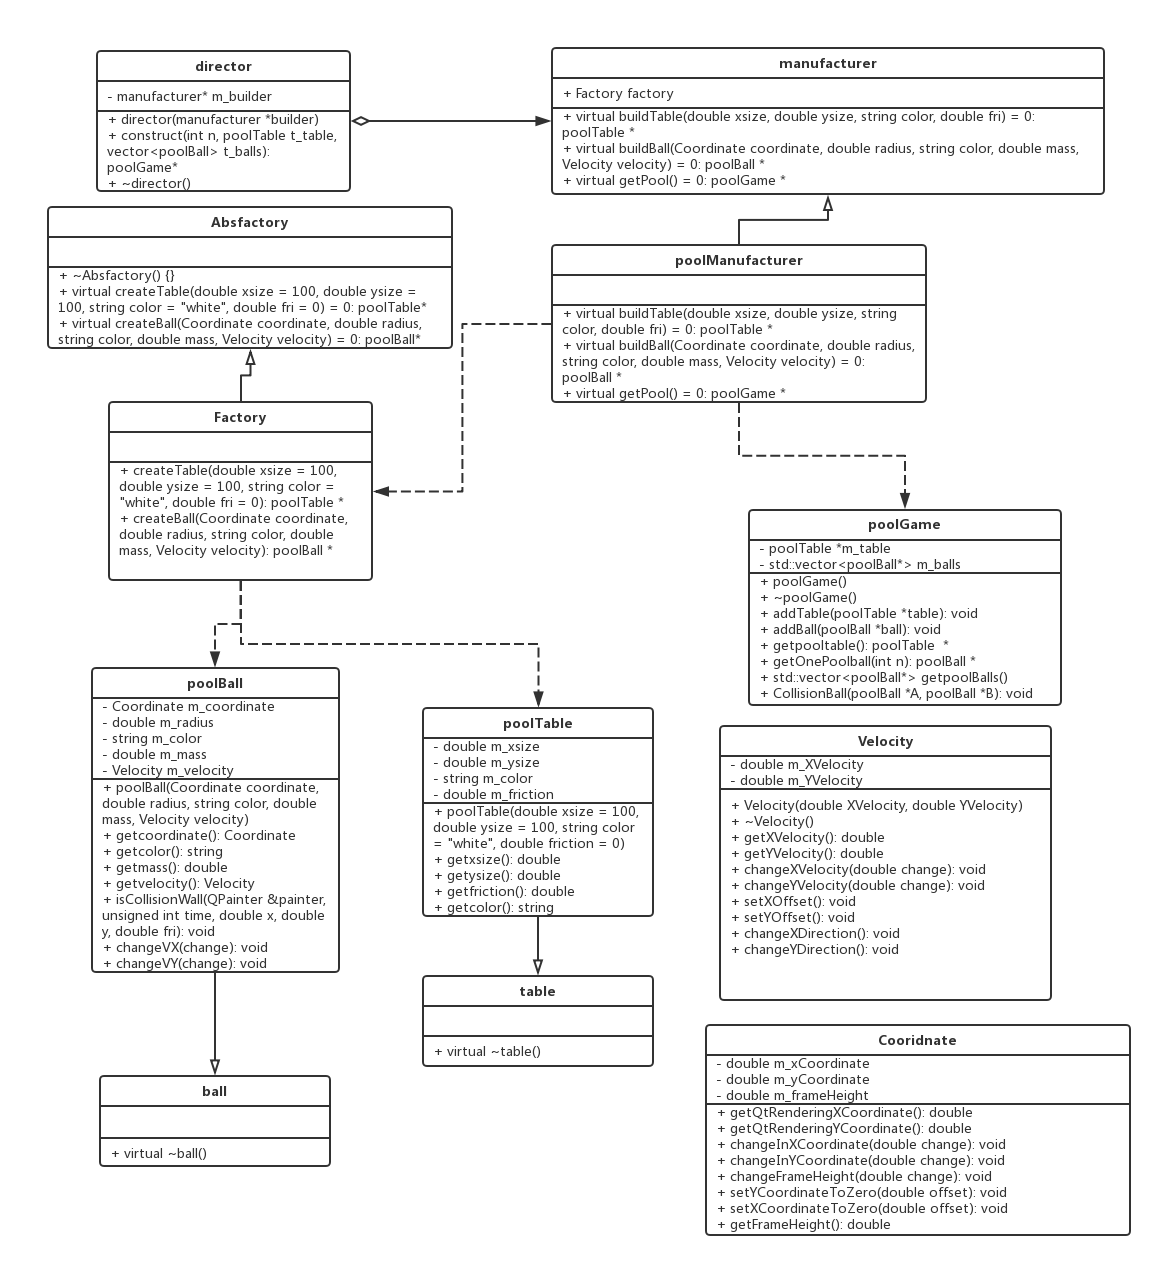 director
- manufacturer* m_builder
+ director(manufacturer *builder)
+ construct(int n, poolTable t_table,
vector<poolBall> t_balls):
poolGame*
+ ~director()
manufacturer
+ Factory factory
+ virtual buildTable(double xsize, double ysize, string color, double fri) = 0:
poolTable *
+ virtual buildBall(Coordinate coordinate, double radius, string color, double mass,
Velocity velocity) = 0: poolBall *
+ virtual getPool() = 0: poolGame *
Absfactory
+ ~Absfactory() {}
+ virtual createTable(double xsize = 100, double ysize =
100, string color = "white", double fri = 0) = 0: poolTable*
+ virtual createBall(Coordinate coordinate, double radius,
string color, double mass, Velocity velocity) = 0: poolBall*
poolManufacturer
+ virtual buildTable(double xsize, double ysize, string
color, double fri) = 0: poolTable *
+ virtual buildBall(Coordinate coordinate, double radius,
string color, double mass, Velocity velocity) = 0:
poolBall *
+ virtual getPool() = 0: poolGame *
Factory
+ createTable(double xsize = 100,
double ysize = 100, string color =
"white", double fri = 0): poolTable *
+ createBall(Coordinate coordinate,
double radius, string color, double
mass, Velocity velocity): poolBall *
poolGame
- poolTable *m_table
- std::vector<poolBall*> m_balls
+ poolGame()
+ ~poolGame()
+ addTable(poolTable *table): void
+ addBall(poolBall *ball): void
+ getpooltable(): poolTable  *
+ getOnePoolball(int n): poolBall *
+ std::vector<poolBall*> getpoolBalls()
+ CollisionBall(poolBall *A, poolBall *B): void
poolBall
- Coordinate m_coordinate
- double m_radius
- string m_color
- double m_mass
- Velocity m_velocity
+ poolBall(Coordinate coordinate,
double radius, string color, double
mass, Velocity velocity)
+ getcoordinate(): Coordinate
+ getcolor(): string
+ getmass(): double
+ getvelocity(): Velocity
+ isCollisionWall(QPainter &painter,
unsigned int time, double x, double
y, double fri): void
+ changeVX(change): void
+ changeVY(change): void
poolTable
- double m_xsize
- double m_ysize
- string m_color
- double m_friction
+ poolTable(double xsize = 100,
double ysize = 100, string color
= "white", double friction = 0)
+ getxsize(): double
+ getysize(): double
+ getfriction(): double
+ getcolor(): string
Velocity
- double m_XVelocity
- double m_YVelocity
+ Velocity(double XVelocity, double YVelocity)
+ ~Velocity()
+ getXVelocity(): double
+ getYVelocity(): double
+ changeXVelocity(double change): void
+ changeYVelocity(double change): void
+ setXOffset(): void
+ setYOffset(): void
+ changeXDirection(): void
+ changeYDirection(): void
table
+ virtual ~table()
ball
+ virtual ~ball()
Cooridnate
- double m_xCoordinate
- double m_yCoordinate
- double m_frameHeight
+ getQtRenderingXCoordinate(): double
+ getQtRenderingYCoordinate(): double
+ changeInXCoordinate(double change): void
+ changeInYCoordinate(double change): void
+ changeFrameHeight(double change): void
+ setYCoordinateToZero(double offset): void
+ setXCoordinateToZero(double offset): void
+ getFrameHeight(): double